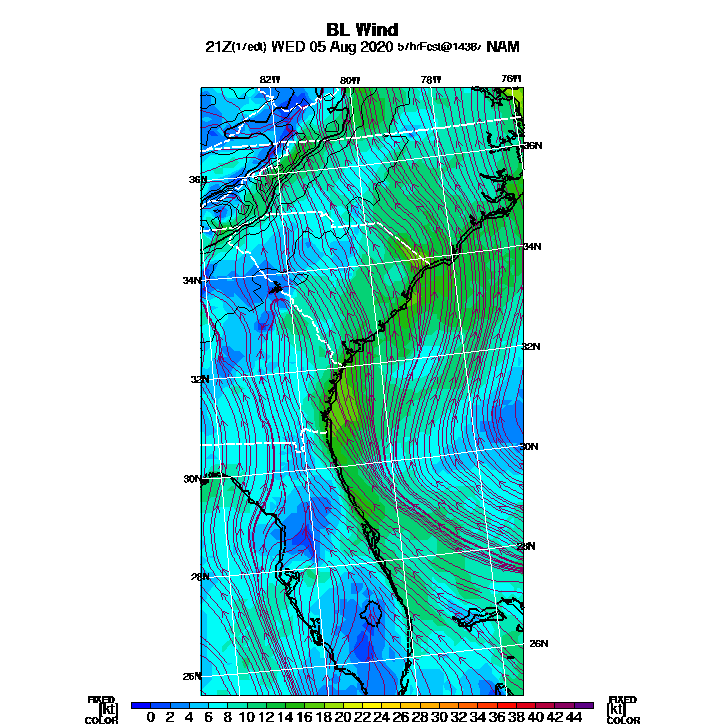 BL Wind
21Z(17edt) WED 05 Aug 2020 57hrFcst@1438z NAM
82W 80W 78W 76W
36N 36N
34N 34N
32N 32N
30N 30N
28N 28N
26N 26N
FIXED FIXED
[kt] 0 2 4 6 8 10 12 14 16 18 20 22 24 26 28 30 32 34 36 38 40 42 44 [kt]
COLOR COLOR